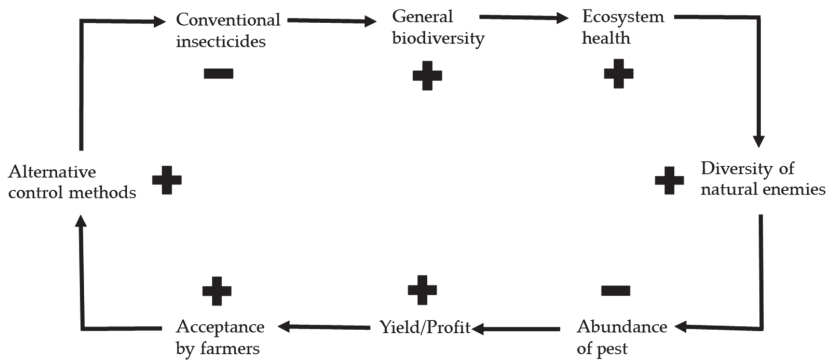 Conventional
insecticides
General
biodiversity
Ecosystem
health
Alternative
control methods
Diversity of
natural enemies
Acceptance
by farmers
Yield/Profit
Abundance
of pest